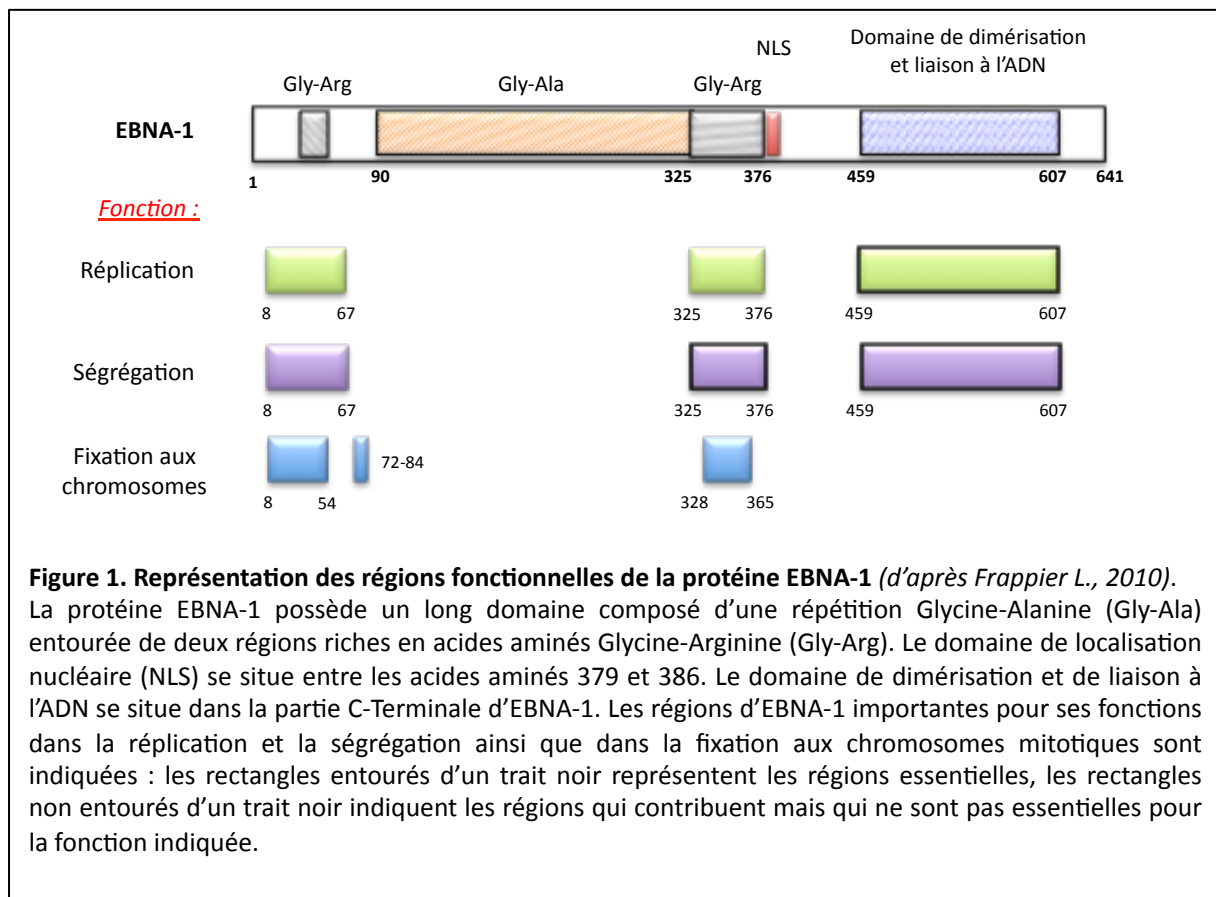 NLS
Domaine de dimérisation
et liaison à l’ADN
Gly-Arg
Gly-Ala
Gly-Arg
EBNA-1
1
90
325
376
459
607
641
Fonction :
Réplication
8
67
325
376
459
607
Ségrégation
8
67
325
376
459
607
Fixation aux
chromosomes
72-84
8
54
328
365
Figure 1. Représentation des régions fonctionnelles de la protéine EBNA-1 (d’après Frappier L., 2010).
La protéine EBNA-1 possède un long domaine composé d’une répétition Glycine-Alanine (Gly-Ala)
entourée de deux régions riches en acides aminés Glycine-Arginine (Gly-Arg). Le domaine de localisation
nucléaire (NLS) se situe entre les acides aminés 379 et 386. Le domaine de dimérisation et de liaison à
l’ADN se situe dans la partie C-Terminale d’EBNA-1. Les régions d’EBNA-1 importantes pour ses fonctions
dans la réplication et la ségrégation ainsi que dans la fixation aux chromosomes mitotiques sont
indiquées : les rectangles entourés d’un trait noir représentent les régions essentielles, les rectangles
non entourés d’un trait noir indiquent les régions qui contribuent mais qui ne sont pas essentielles pour
la fonction indiquée.